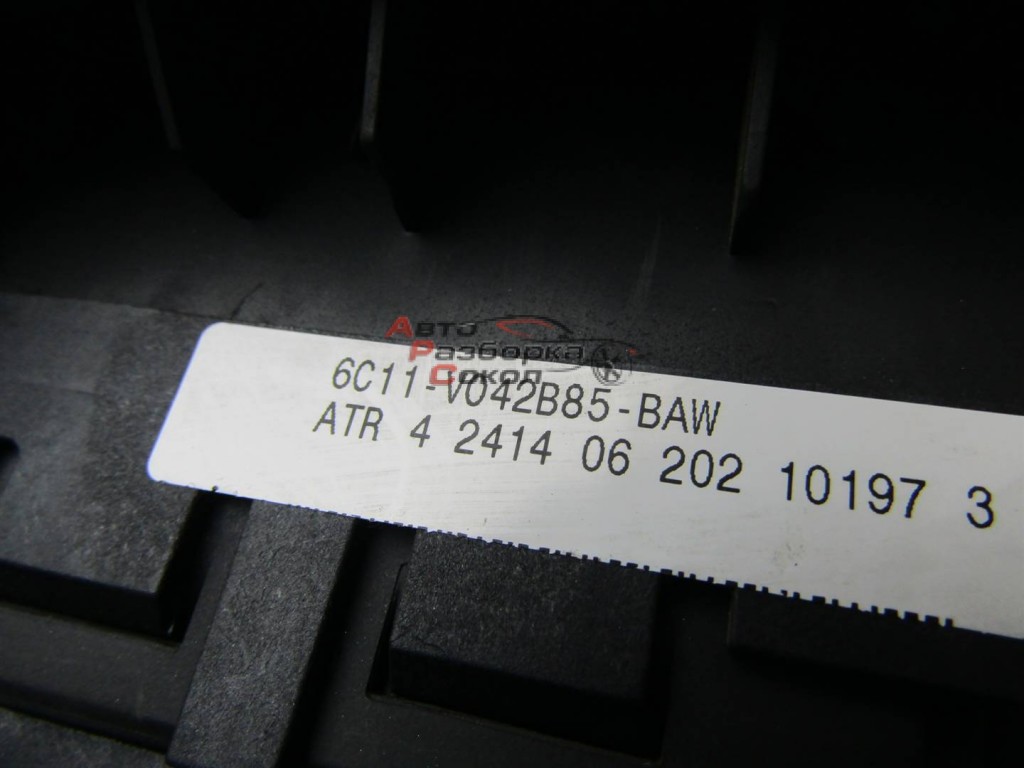 Авто
Разборка
Сокол
6C11-V042B85-BAW
ATR 4 2414 06 202 10197 3